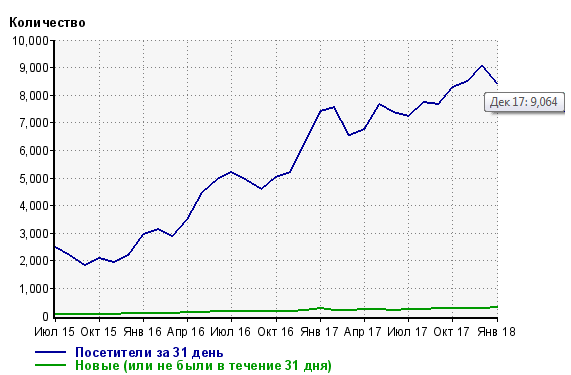 Количество
10,000
9,000
8,000
7,000
6,000
5,000
4,000
3,000
2,000
1,000
0
Дек 17: 9,064
Июл 15 Окт 15 Янв 16 Апр 16 Июл 16 Окт 16 Янв 17 Апр 17 Июл 17 Окт 17 Янв 18
Посетители за 31 день
Новые (или не были в течение 31 дня)